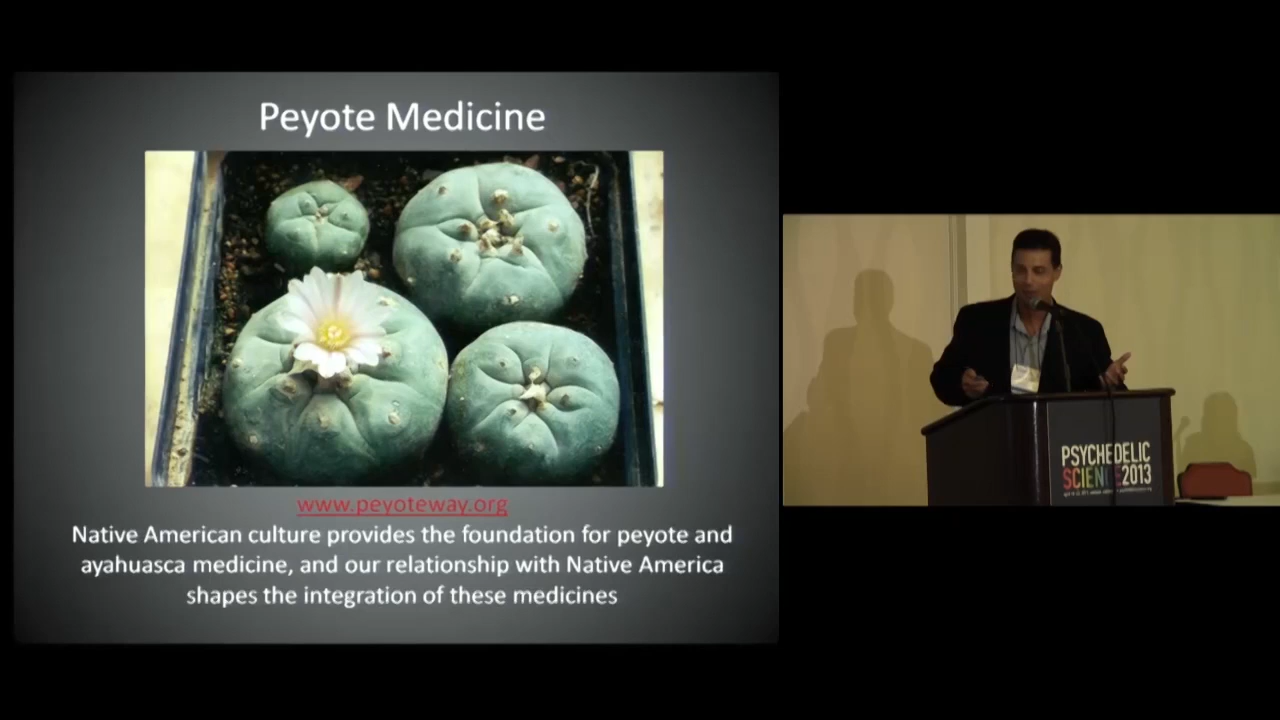 Peyote Medicine
www.peyoteway.org
Native American culture provides the foundation for peyote and
ayahuasca medicine, and our relationship with Native America
shapes the integration of these medicines
PSYCHEDELIC
SCIENCE2013